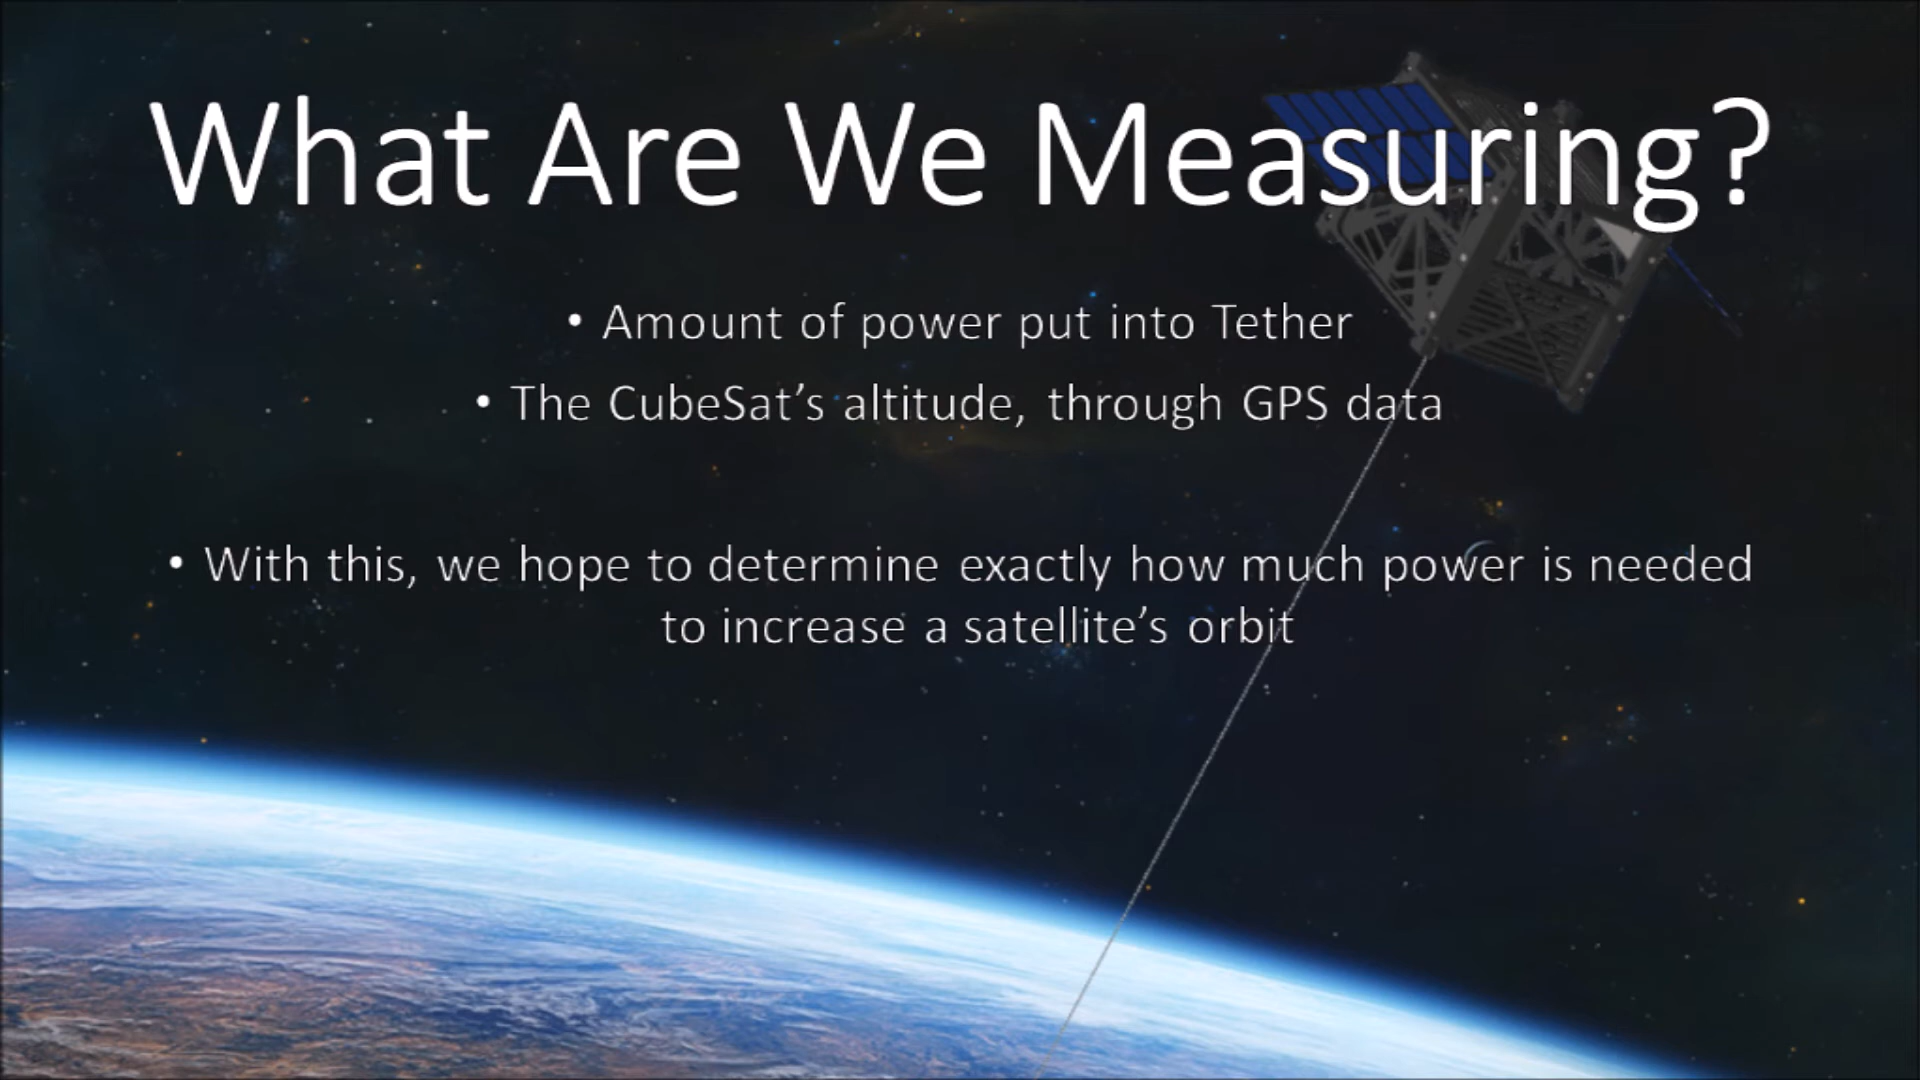 What Are We Measuring?
• Amount of power put into Tether
• The CubeSat’s altitude, through GPS data
• With this, we hope to determine exactly how much power is needed
to increase a satellite’s orbit